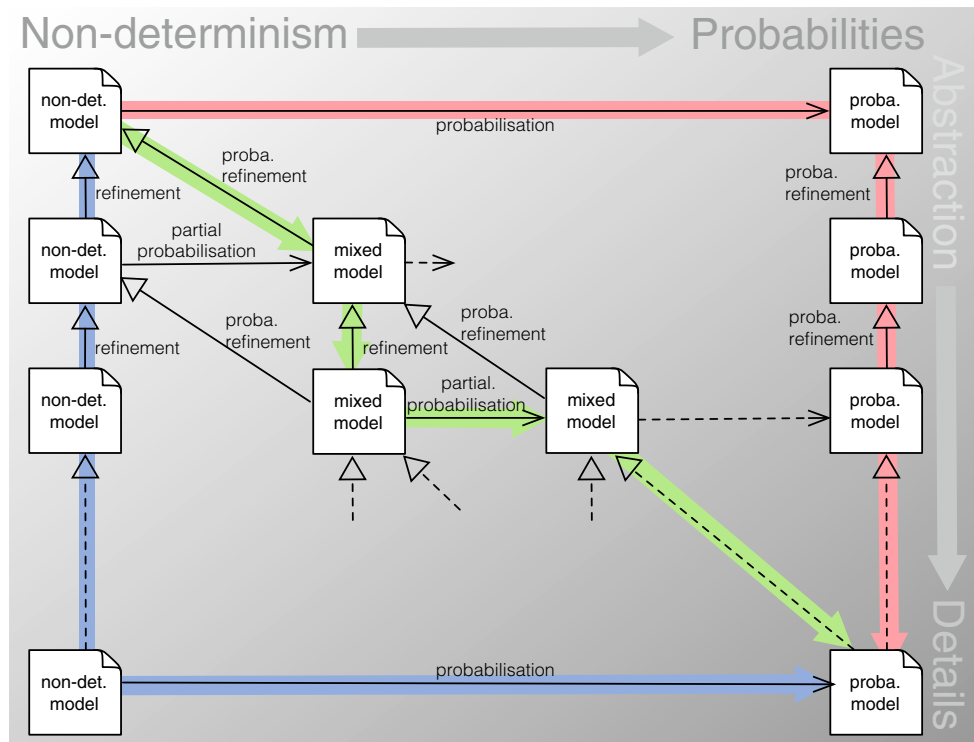 Non-determinism
Probabilities
Abstraction
Details
non-det.
model
probabilisation
proba.
model
refinement
proba.
refinement
proba.
refinement
non-det.
model
partial
probabilisation
mixed
model
proba.
model
refinement
proba.
refinement
refinement
proba.
refinement
proba.
refinement
non-det.
model
mixed
model
partial.
probabilisation
mixed
model
proba.
model
non-det.
model
probabilisation
proba.
model